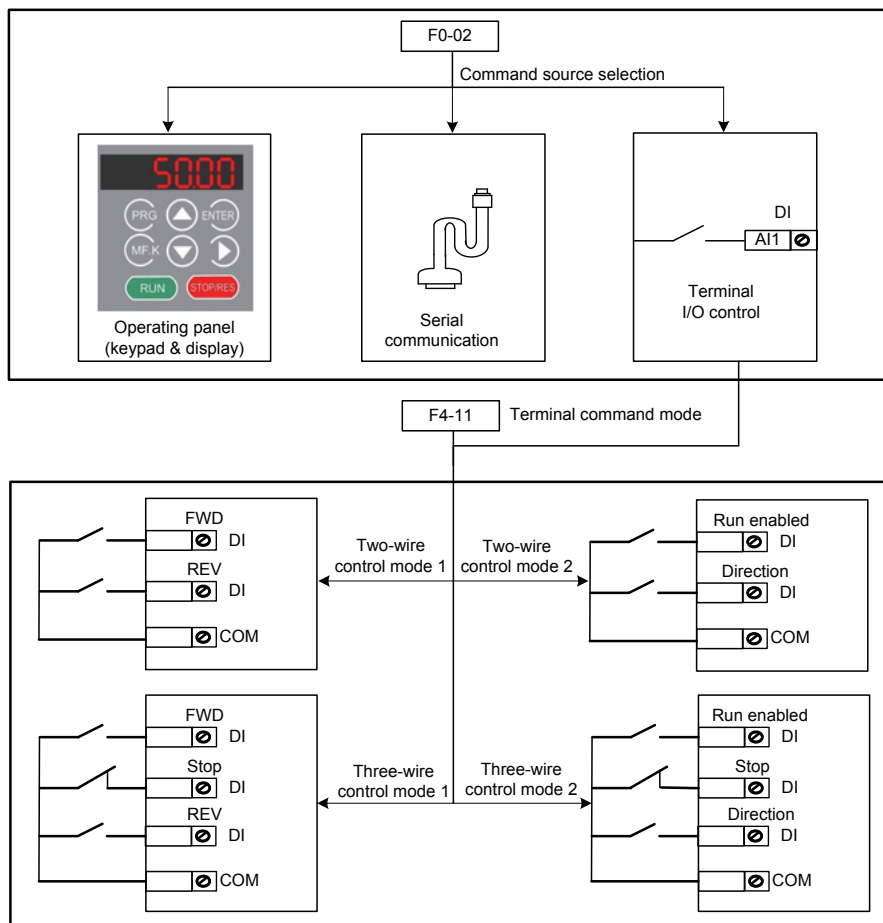 F0-02
Command source selection
50.00
PRG
ENTER
MF.K
RUN
STOP/RES
Operating panel
(keypad & display)
Serial
communication
DI
AI1
Terminal
I/O control
F4-11
Terminal command mode
FWD
DI
REV
DI
COM
Two-wire
control mode 1
Two-wire
control mode 2
Run enabled
DI
Direction
DI
COM
FWD
DI
Stop
DI
REV
DI
COM
Three-wire
control mode 1
Three-wire
control mode 2
Run enabled
DI
Stop
DI
Direction
DI
COM